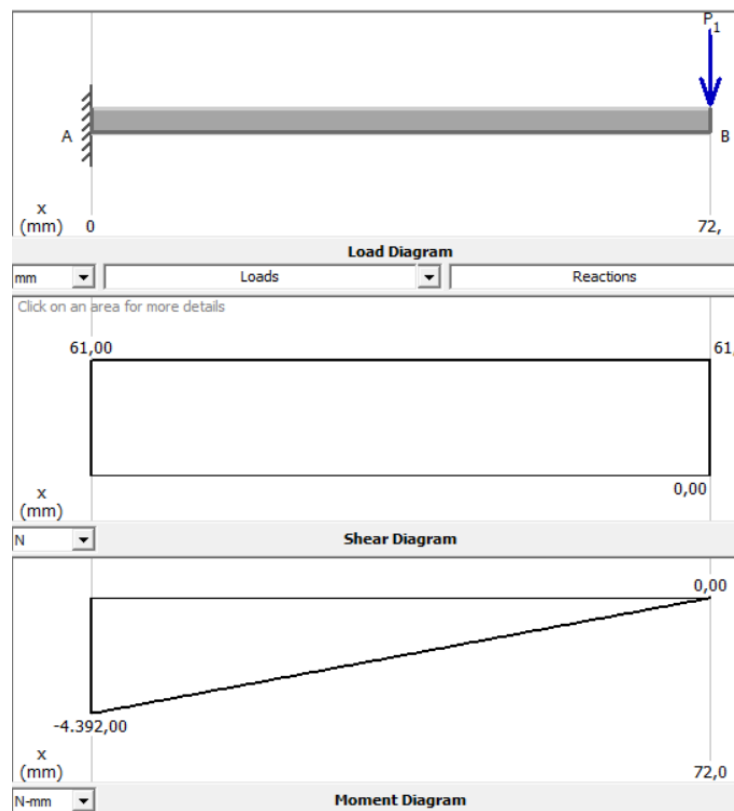 P1
A
B
x
(mm)
0
72,
Load Diagram
mm
Loads
Reactions
Click on an area for more details
61,00
61,
x
(mm)
0,00
N
Shear Diagram
0,00
-4.392,00
x
(mm)
72,0
N-mm
Moment Diagram